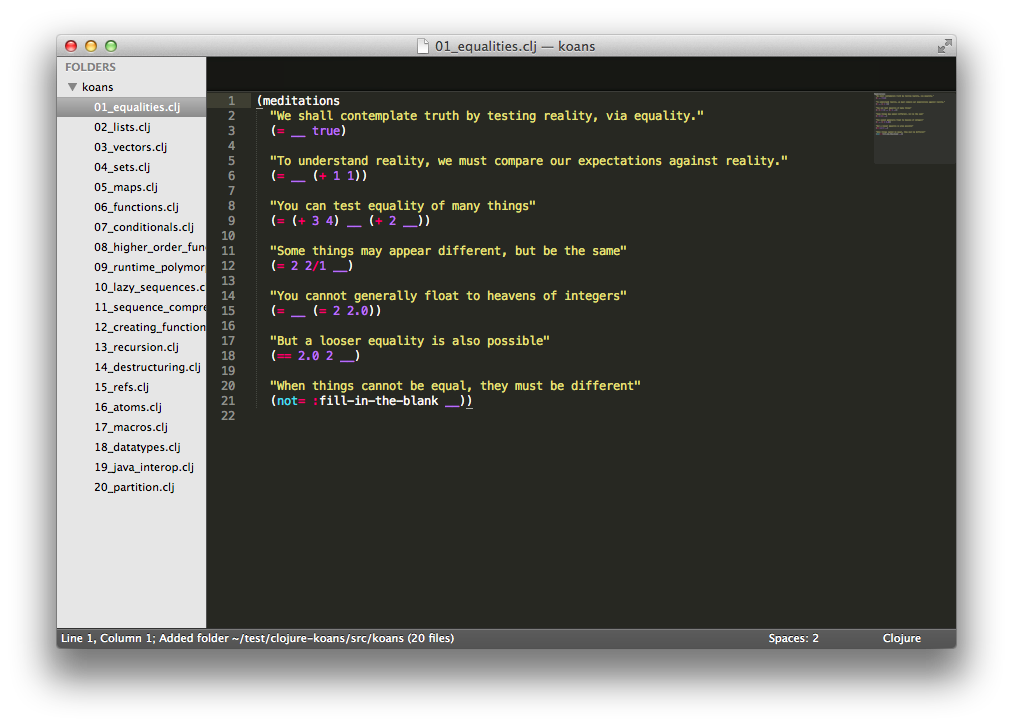 01_equalities.clj — koans
FOLDERS
koans
01_equalities.clj
02_lists.clj
03_vectors.clj
04_sets.clj
05_maps.clj
06_functions.clj
07_conditionals.clj
08_higher_order_fun
09_runtime_polymor
10_lazy_sequences.c
11_sequence_compre
12_creating_function
13_recursion.clj
14_destructuring.clj
15_refs.clj
16_atoms.clj
17_macros.clj
18_datatypes.clj
19_java_interop.clj
20_partition.clj
1 (meditations
2 "We shall contemplate truth by testing reality, via equality."
3 (= __ true)
4
5 "To understand reality, we must compare our expectations against reality."
6 (= __ (+ 1 1))
7
8 "You can test equality of many things"
9 (= (+ 3 4) __ (+ 2 __))
10
11 "Some things may appear different, but be the same"
12 (= 2 2/1 __)
13
14 "You cannot generally float to heavens of integers"
15 (= __ (= 2 2.0))
16
17 "But a looser equality is also possible"
18 (== 2.0 2 __)
19
20 "When things cannot be equal, they must be different"
21 (not= :fill-in-the-blank __))
22
Line 1, Column 1; Added folder ~/test/clojure-koans/src/koans (20 files)
Spaces: 2
Clojure